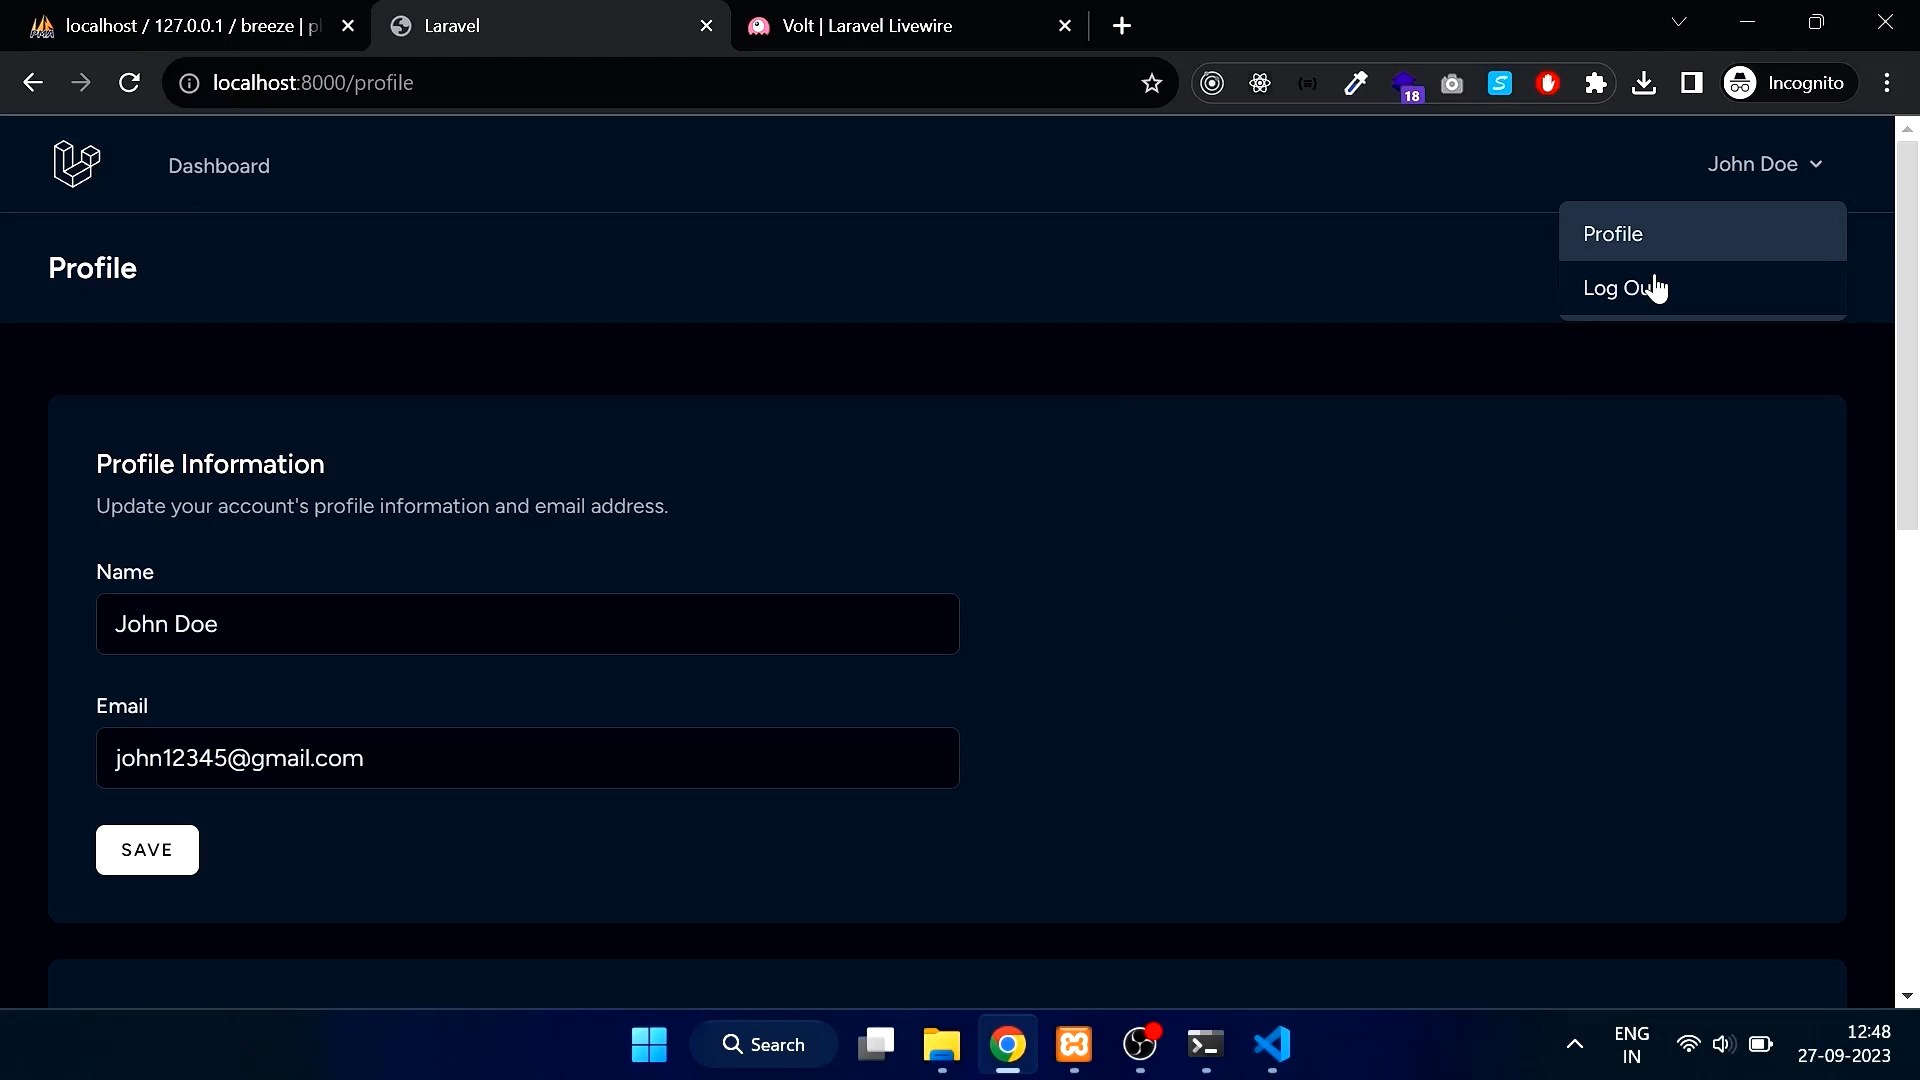 localhost / 127.0.0.1 / breeze | p
Laravel
Volt | Laravel Livewire
localhost:8000/profile
18
Incognito
Dashboard
John Doe
Profile
Log Ou
Profile
Profile Information
Update your account's profile information and email address.
Name
John Doe
Email
john12345@gmail.com
SAVE
Search
ENG
IN
12:48
27-09-2023